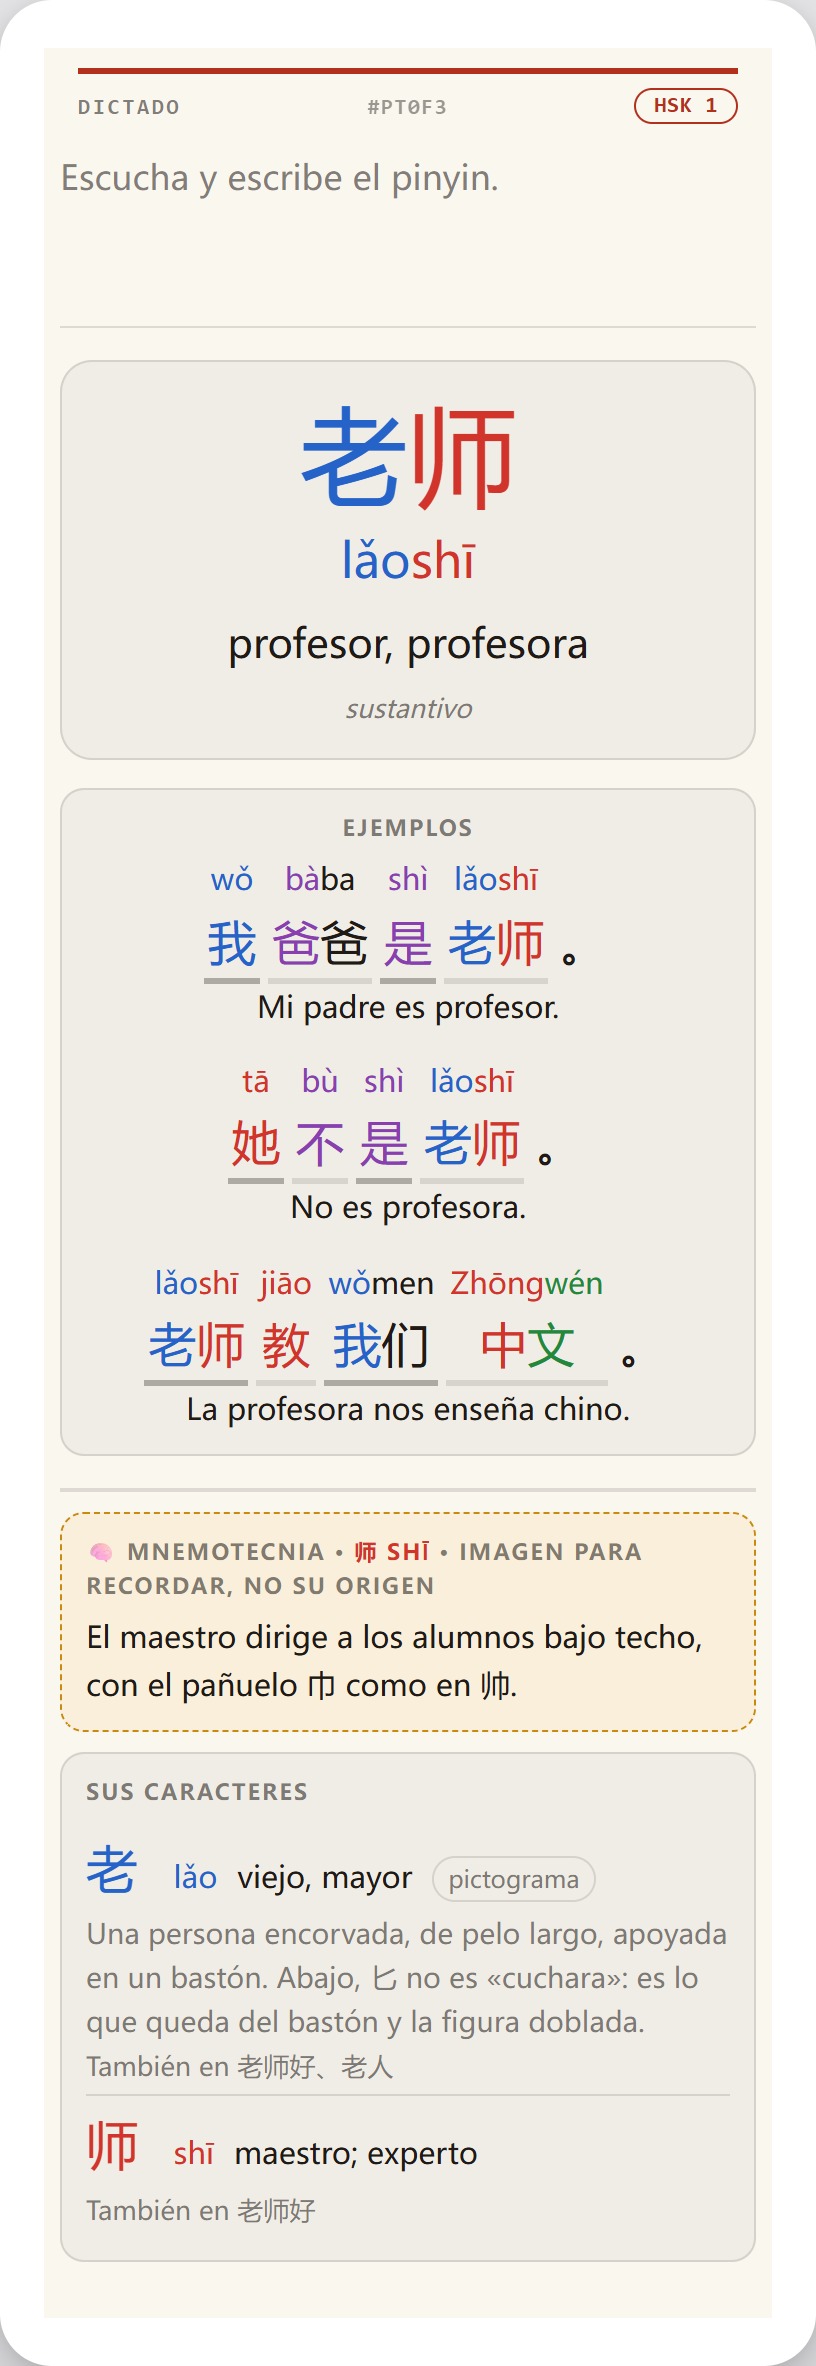 DICTADO #PT0F3 HSK 1
Escucha y escribe el pinyin.
老师
lǎoshī
profesor, profesora
sustantivo
EJEMPLOS
wǒ bàba shì lǎoshī
我 爸爸 是 老师 。
Mi padre es profesor.
tā bù shì lǎoshī
她 不 是 老师 。
No es profesora.
lǎoshī jiāo wǒmen Zhōngwén
老师 教 我们 中文 。
La profesora nos enseña chino.
🧠 MNEMOTECNIA • 师 SHĪ • IMAGEN PARA
RECORDAR, NO SU ORIGEN
El maestro dirige a los alumnos bajo techo,
con el pañuelo 巾 como en 帅.
SUS CARACTERES
老 lǎo viejo, mayor pictograma
Una persona encorvada, de pelo largo, apoyada
en un bastón. Abajo, 匕 no es «cuchara»: es lo
que queda del bastón y la figura doblada.
También en 老师好、老人
师 shī maestro; experto
También en 老师好